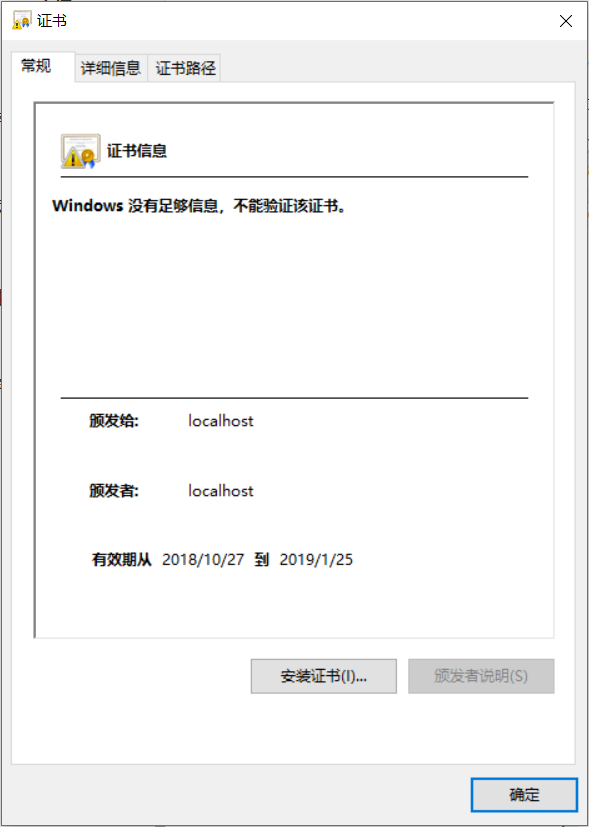 证书
常规
详细信息
证书路径
证书信息
Windows 没有足够信息，不能验证该证书。
颁发给: localhost
颁发者: localhost
有效期从 2018/10/27 到 2019/1/25
安装证书(I)...
颁发者说明(S)
确定